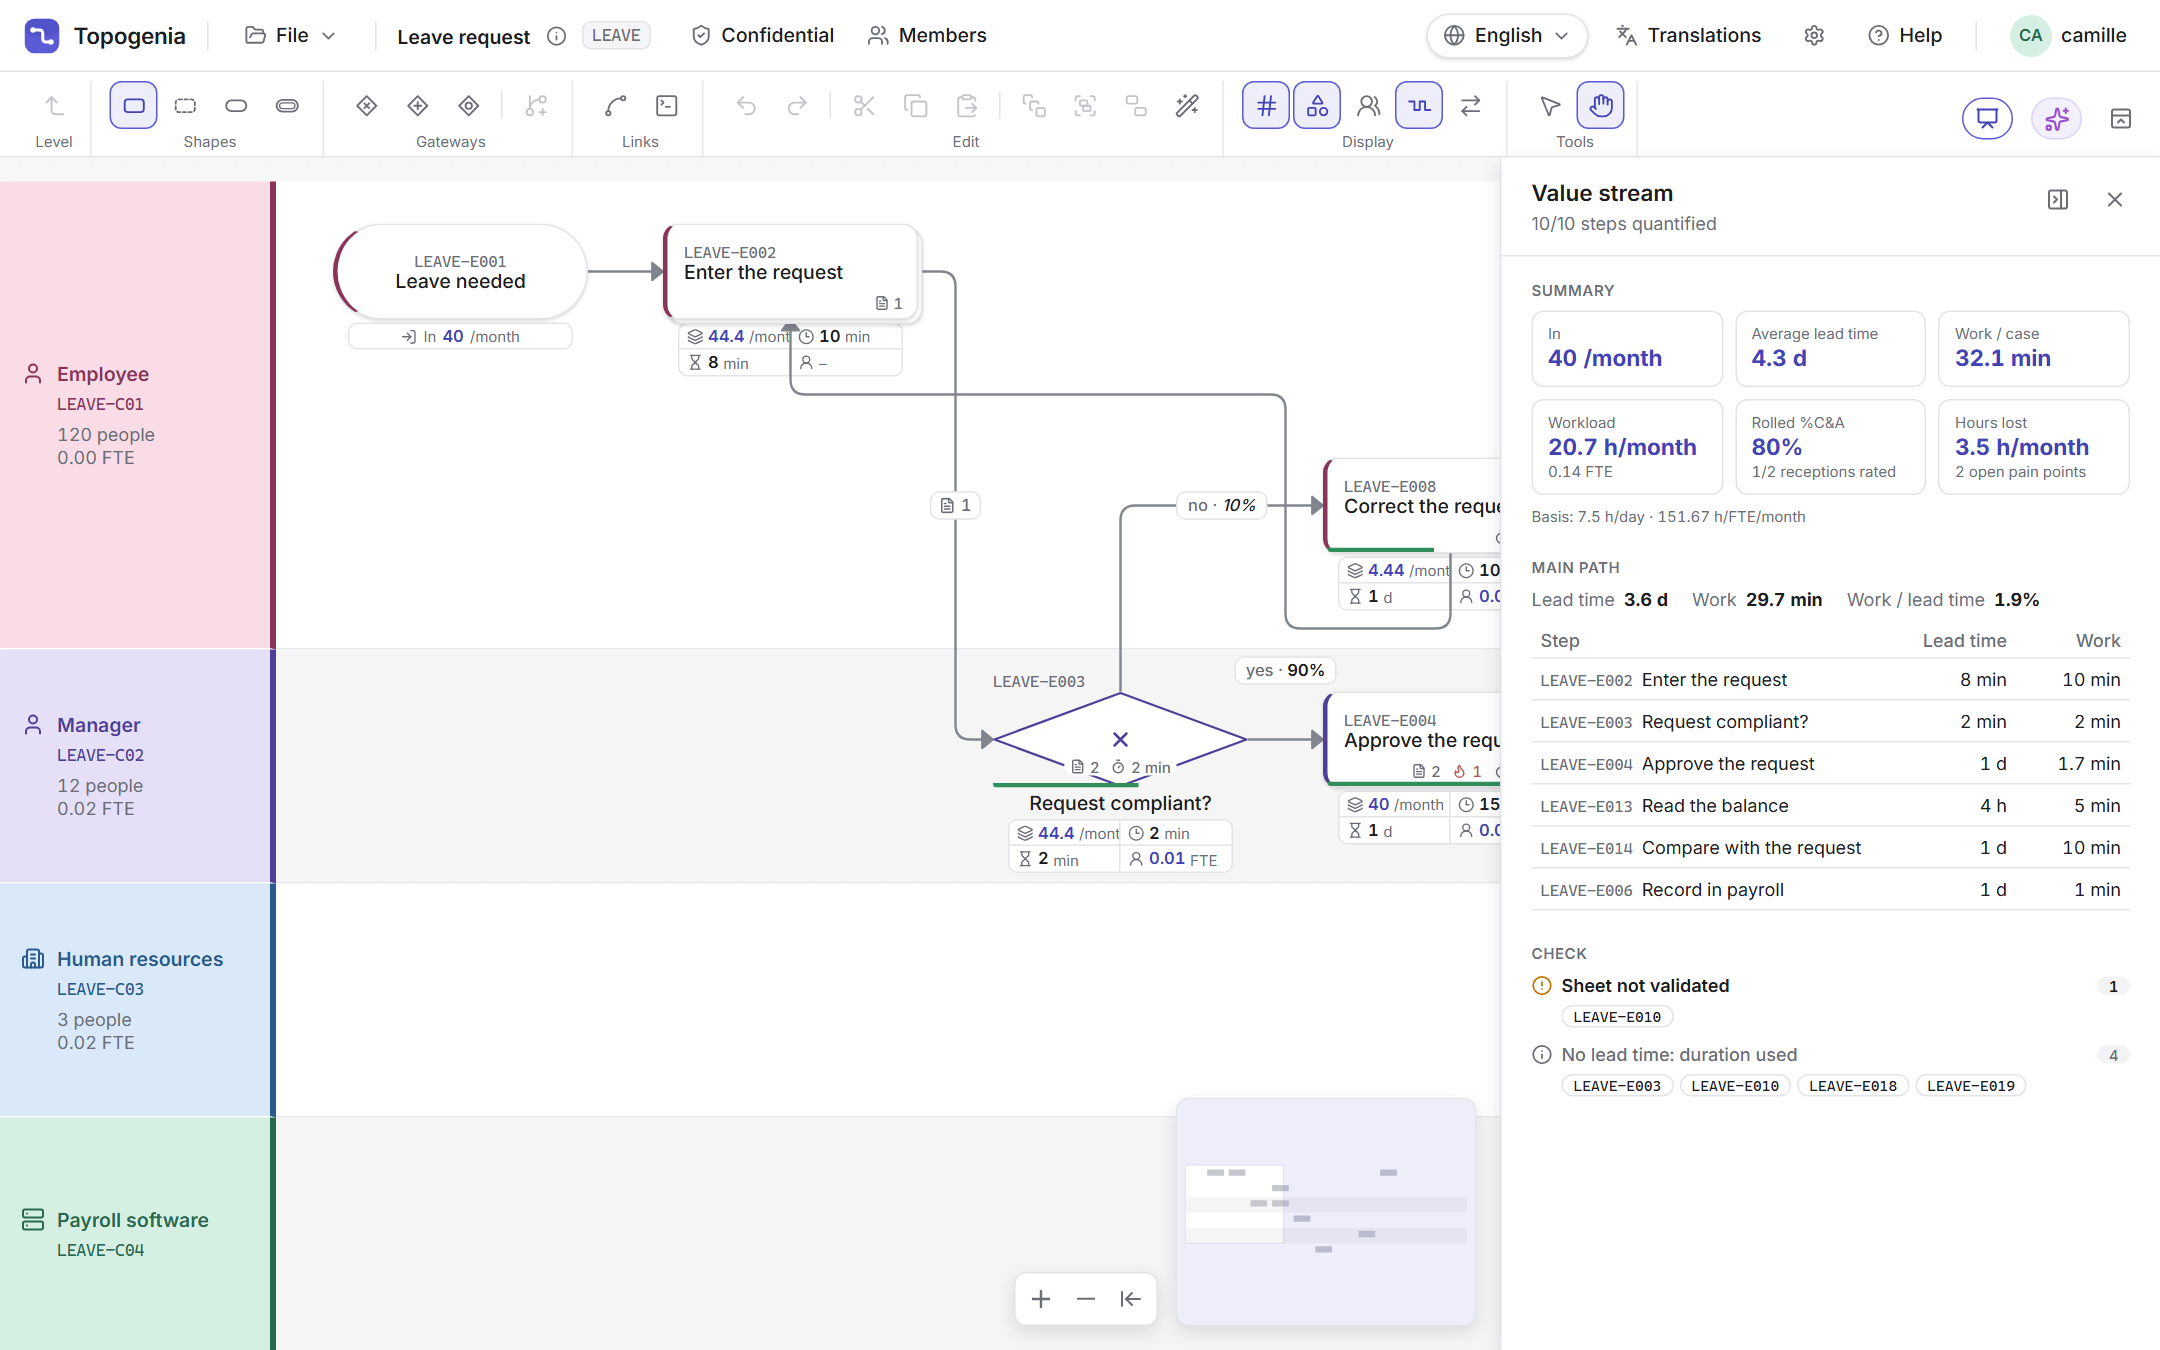 Topogenia
File
Leave request
LEAVE
Confidential
Members
English
Translations
Help
CA
camille
Level
Shapes
Gateways
Links
Edit
Display
Tools
Employee
LEAVE-C01
120 people
0.00 FTE
Manager
LEAVE-C02
12 people
0.02 FTE
Human resources
LEAVE-C03
3 people
0.02 FTE
Payroll software
LEAVE-C04
LEAVE-E001
Leave needed
In 40 /month
LEAVE-E002
Enter the request
1
44.4 /mont
10 min
8 min
–
1
no · 10%
LEAVE-E008
Correct the reque
4.44 /mont
10
1 d
0.0
yes · 90%
LEAVE-E003
2
2 min
Request compliant?
44.4 /mont
2 min
2 min
0.01 FTE
LEAVE-E004
Approve the requ
2
1
40 /month
15
1 d
0.0
Value stream
10/10 steps quantified
SUMMARY
In
40 /month
Average lead time
4.3 d
Work / case
32.1 min
Workload
20.7 h/month
0.14 FTE
Rolled %C&A
80%
1/2 receptions rated
Hours lost
3.5 h/month
2 open pain points
Basis: 7.5 h/day · 151.67 h/FTE/month
MAIN PATH
Lead time 3.6 d Work 29.7 min Work / lead time 1.9%
Step Lead time Work
LEAVE-E002 Enter the request 8 min 10 min
LEAVE-E003 Request compliant? 2 min 2 min
LEAVE-E004 Approve the request 1 d 1.7 min
LEAVE-E013 Read the balance 4 h 5 min
LEAVE-E014 Compare with the request 1 d 10 min
LEAVE-E006 Record in payroll 1 d 1 min
CHECK
Sheet not validated 1
LEAVE-E010
No lead time: duration used 4
LEAVE-E003 LEAVE-E010 LEAVE-E018 LEAVE-E019